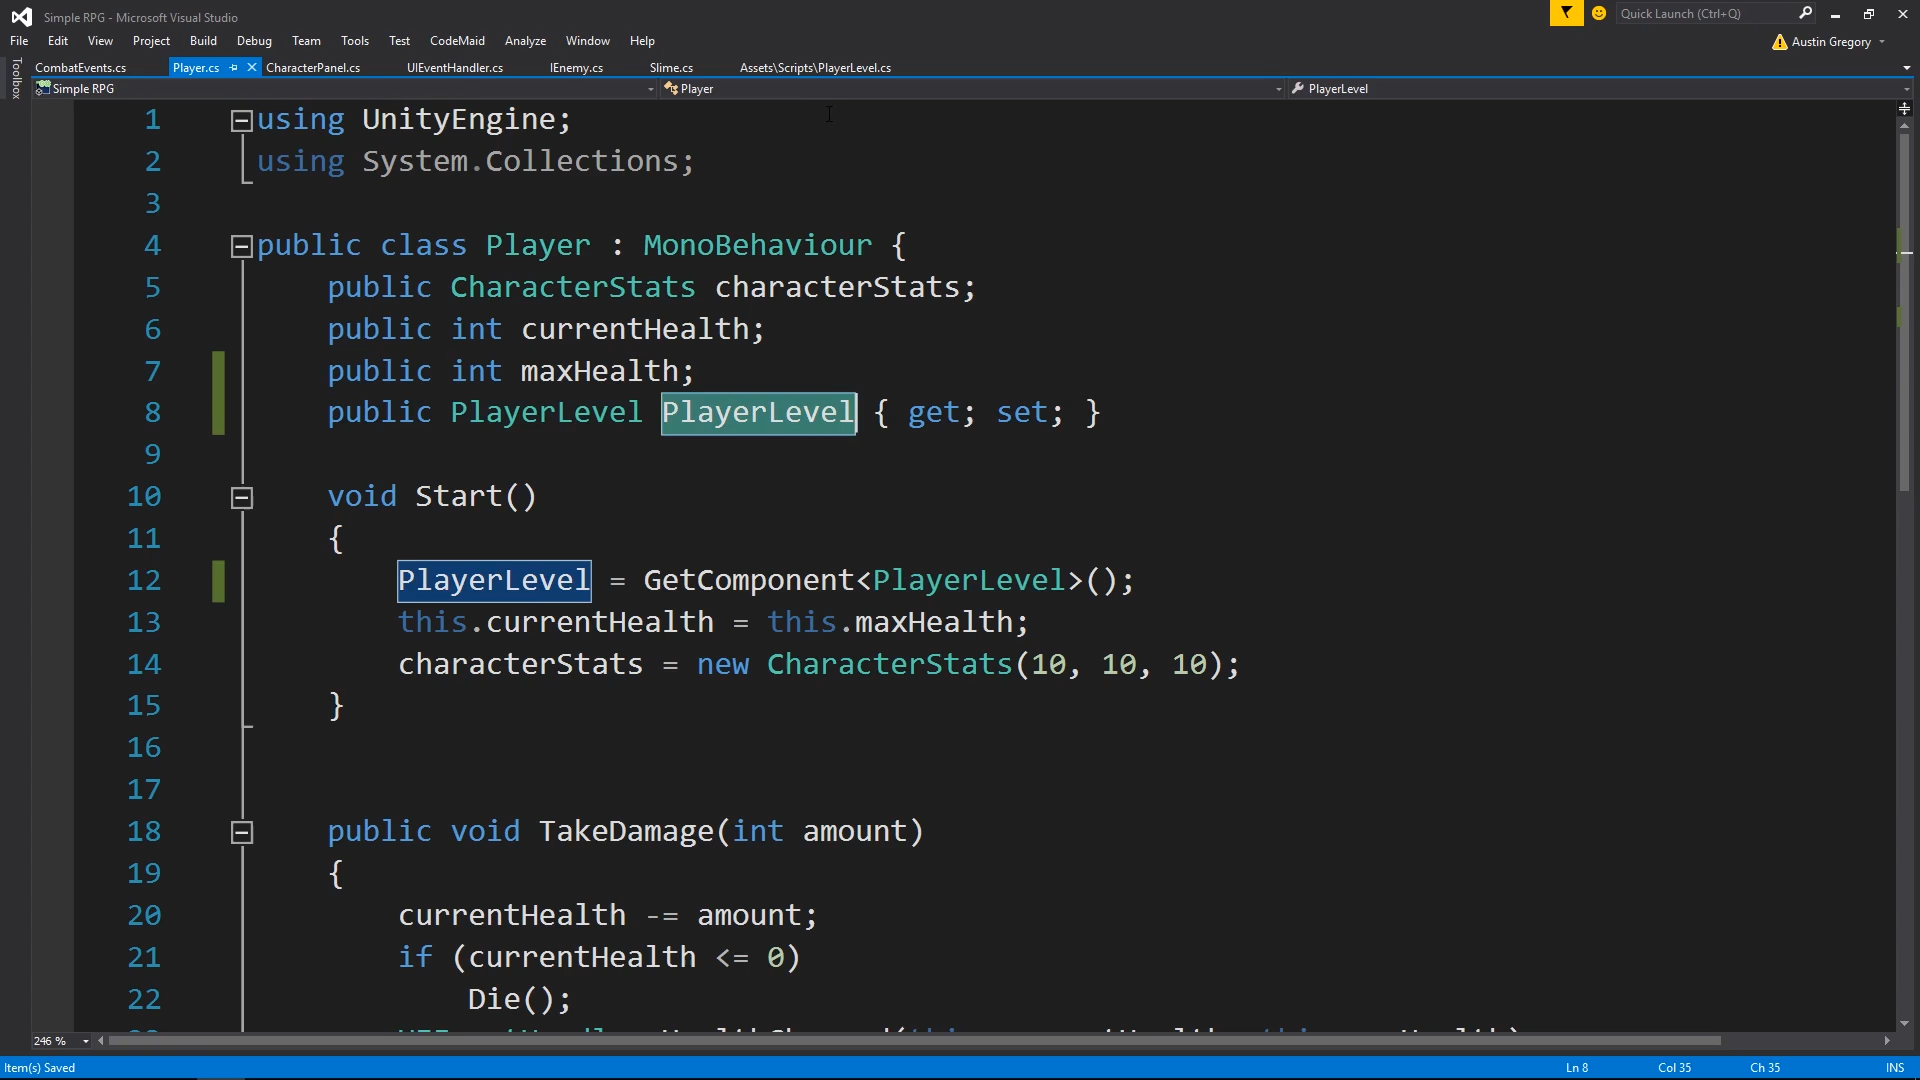 Simple RPG - Microsoft Visual Studio
Quick Launch (Ctrl+Q)
File Edit View Project Build Debug Team Tools Test CodeMaid Analyze Window Help
Austin Gregory
Toolbox
CombatEvents.cs Player.cs CharacterPanel.cs UIEventHandler.cs IEnemy.cs Slime.cs Assets\Scripts\PlayerLevel.cs
Simple RPG Player PlayerLevel
1 using UnityEngine;
2 using System.Collections;
3
4 public class Player : MonoBehaviour {
5 public CharacterStats characterStats;
6 public int currentHealth;
7 public int maxHealth;
8 public PlayerLevel PlayerLevel { get; set; }
9
10 void Start()
11 {
12 PlayerLevel = GetComponent<PlayerLevel>();
13 this.currentHealth = this.maxHealth;
14 characterStats = new CharacterStats(10, 10, 10);
15 }
16
17
18 public void TakeDamage(int amount)
19 {
20 currentHealth -= amount;
21 if (currentHealth <= 0)
22 Die();
246 %
Item(s) Saved Ln 8 Col 35 Ch 35 INS